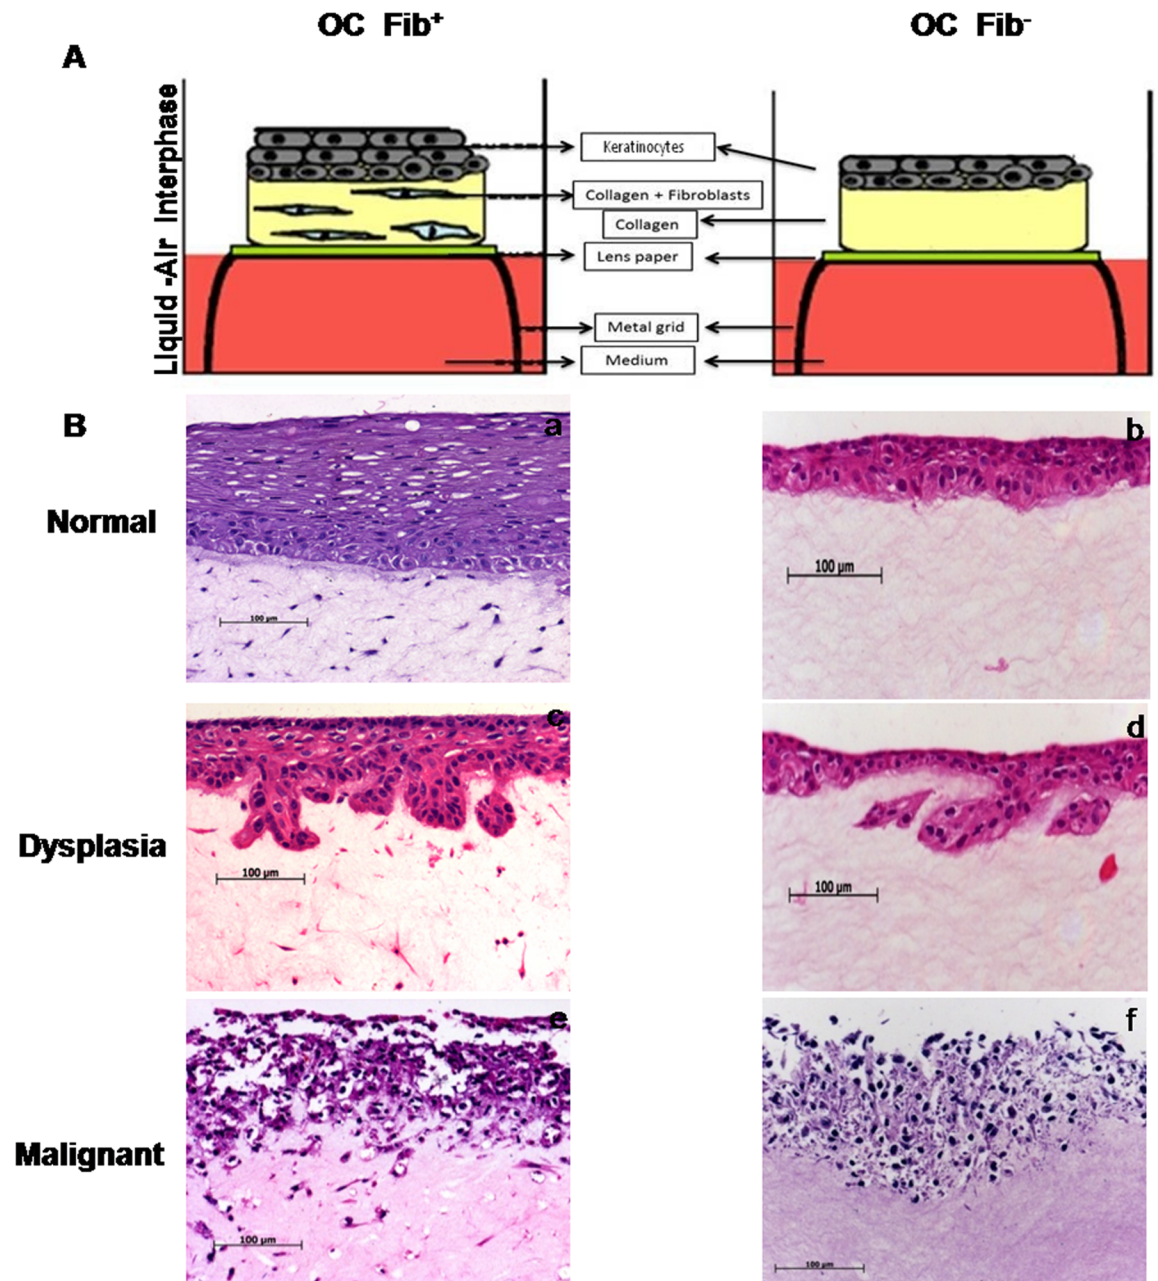 OC Fib+
OC Fib-
A
Liquid -Air Interphase
Keratinocytes
Collagen + Fibroblasts
Collagen
Lens paper
Metal grid
Medium
B
Normal
a
100 µm
b
100 µm
Dysplasia
c
100 µm
d
100 µm
Malignant
e
100 µm
f
100 µm